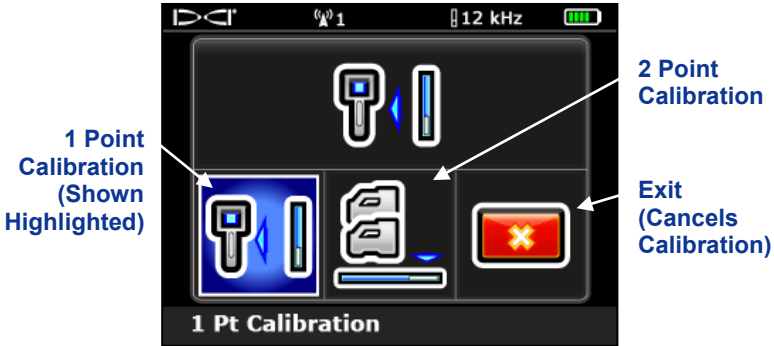 DCI
1
12 kHz
1 Point
Calibration
(Shown
Highlighted)
2 Point
Calibration
Exit
(Cancels
Calibration)
1 Pt Calibration